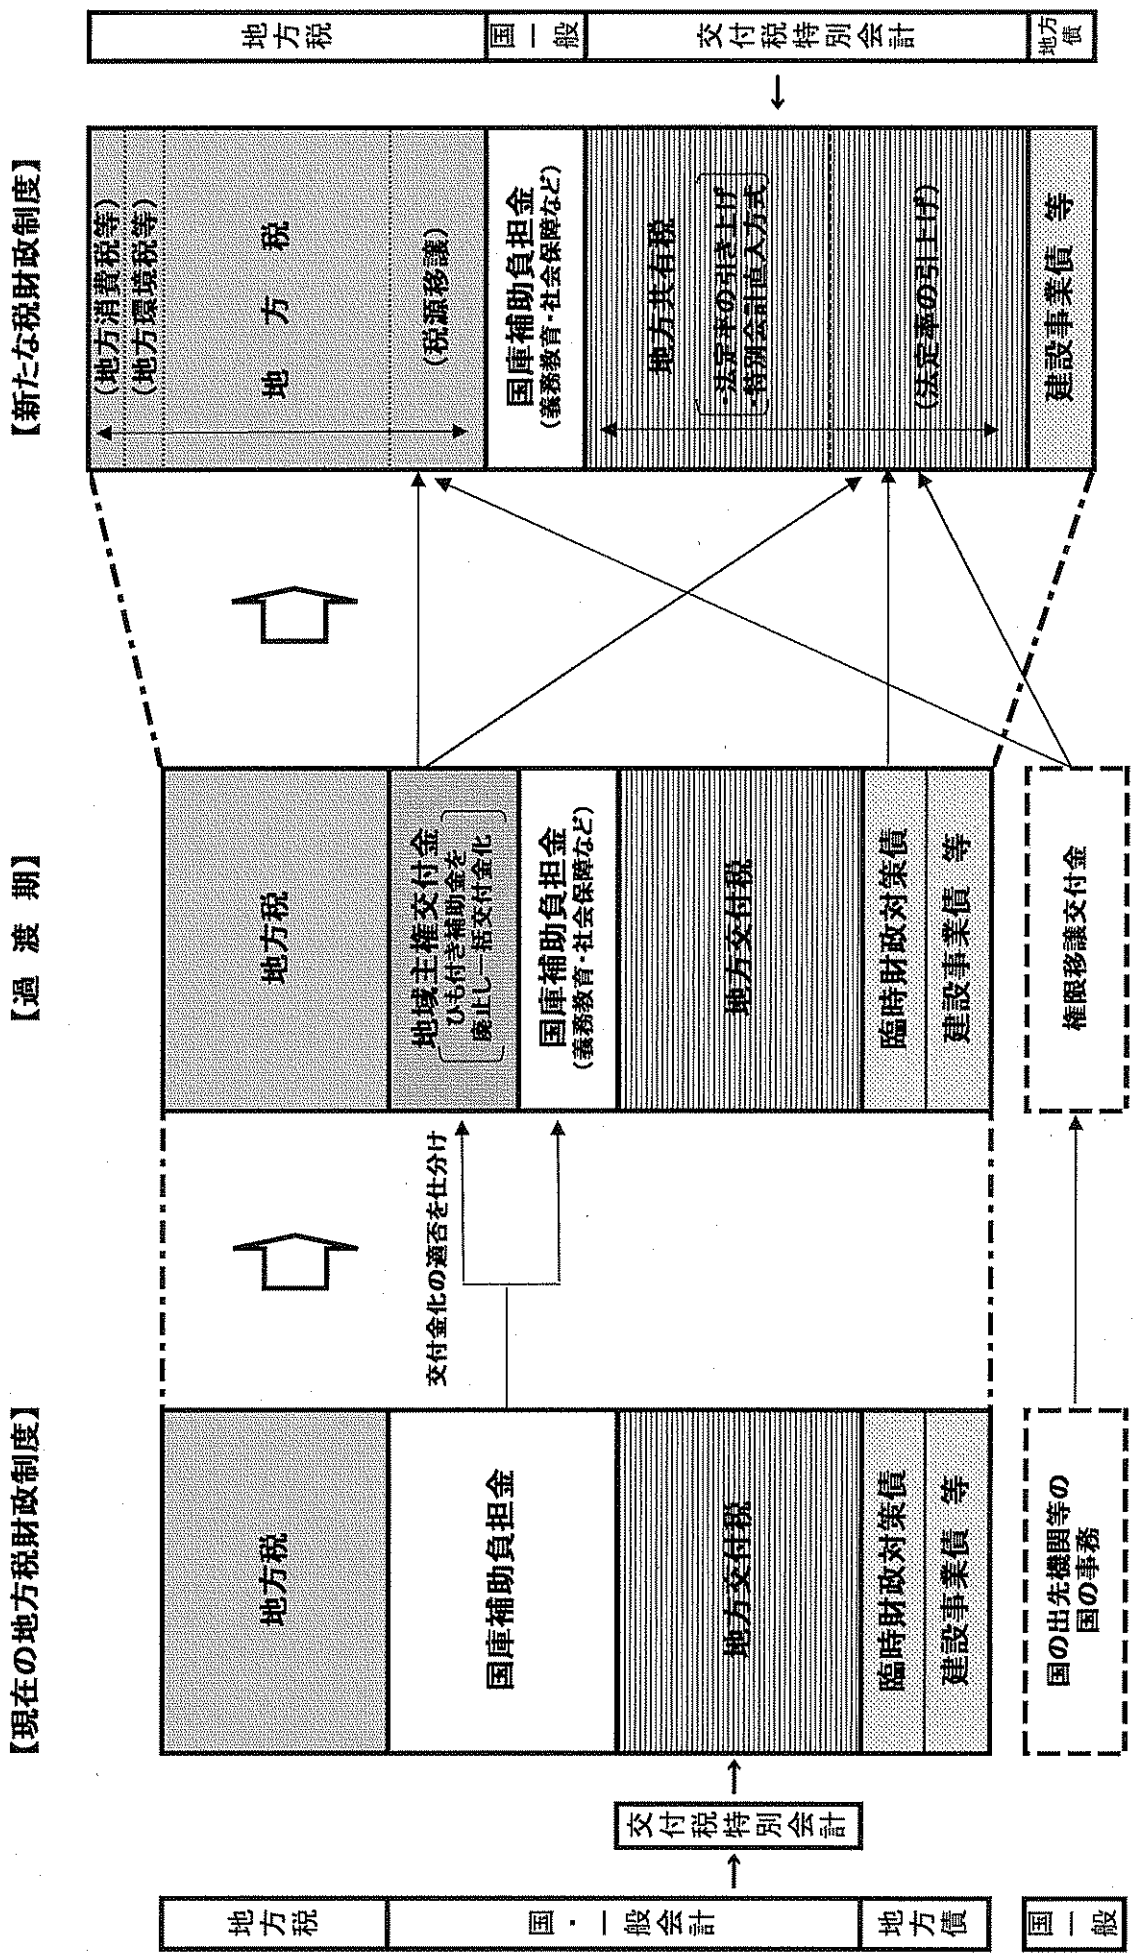 【現在の地方税財政制度】
【過 渡 期】
【新たな税財政制度】
地方税
国・一般会計
地方債
国一般
交付税特別会計
→
→
地方税
国庫補助負担金
地方交付税
臨時財政対策債
建設事業債 等
国の出先機関等の
国の事務
交付金化の適否を仕分け
地方税
地域主権交付金
ひも付き補助金を
廃止し一括交付金化
国庫補助負担金
(義務教育・社会保障など)
地方交付税
臨時財政対策債
建設事業債 等
権限移譲交付金
(地方消費税等)
(地方環境税等)
地 方 税
(税源移譲)
国庫補助負担金
(義務教育・社会保障など)
地方共有税
・法定率の引き上げ
・特別会計直入方式
(法定率の引上げ)
建設事業債 等
←
地方税
国一般
交付税特別会計
地方債